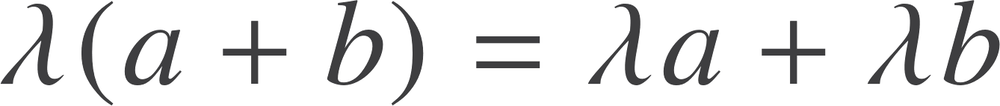 λ(a + b) = λa + λb